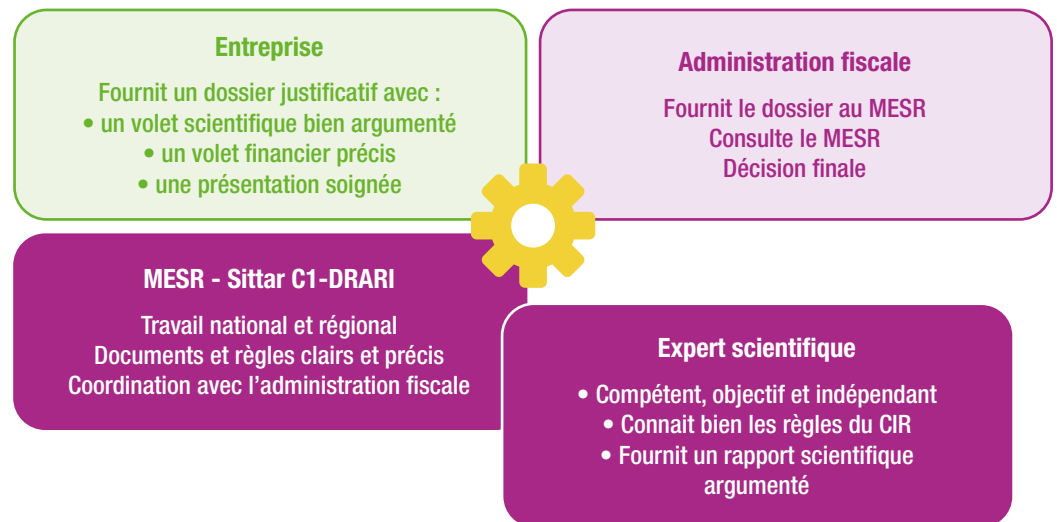 Entreprise
Fournit un dossier justificatif avec :
• un volet scientifique bien argumenté
• un volet financier précis
• une présentation soignée
Administration fiscale
Fournit le dossier au MESR
Consulte le MESR
Décision finale
MESR - Sittar C1-DRARI
Travail national et régional
Documents et règles clairs et précis
Coordination avec l’administration fiscale
Expert scientifique
• Compétent, objectif et indépendant
• Connait bien les règles du CIR
• Fournit un rapport scientifique
argumenté